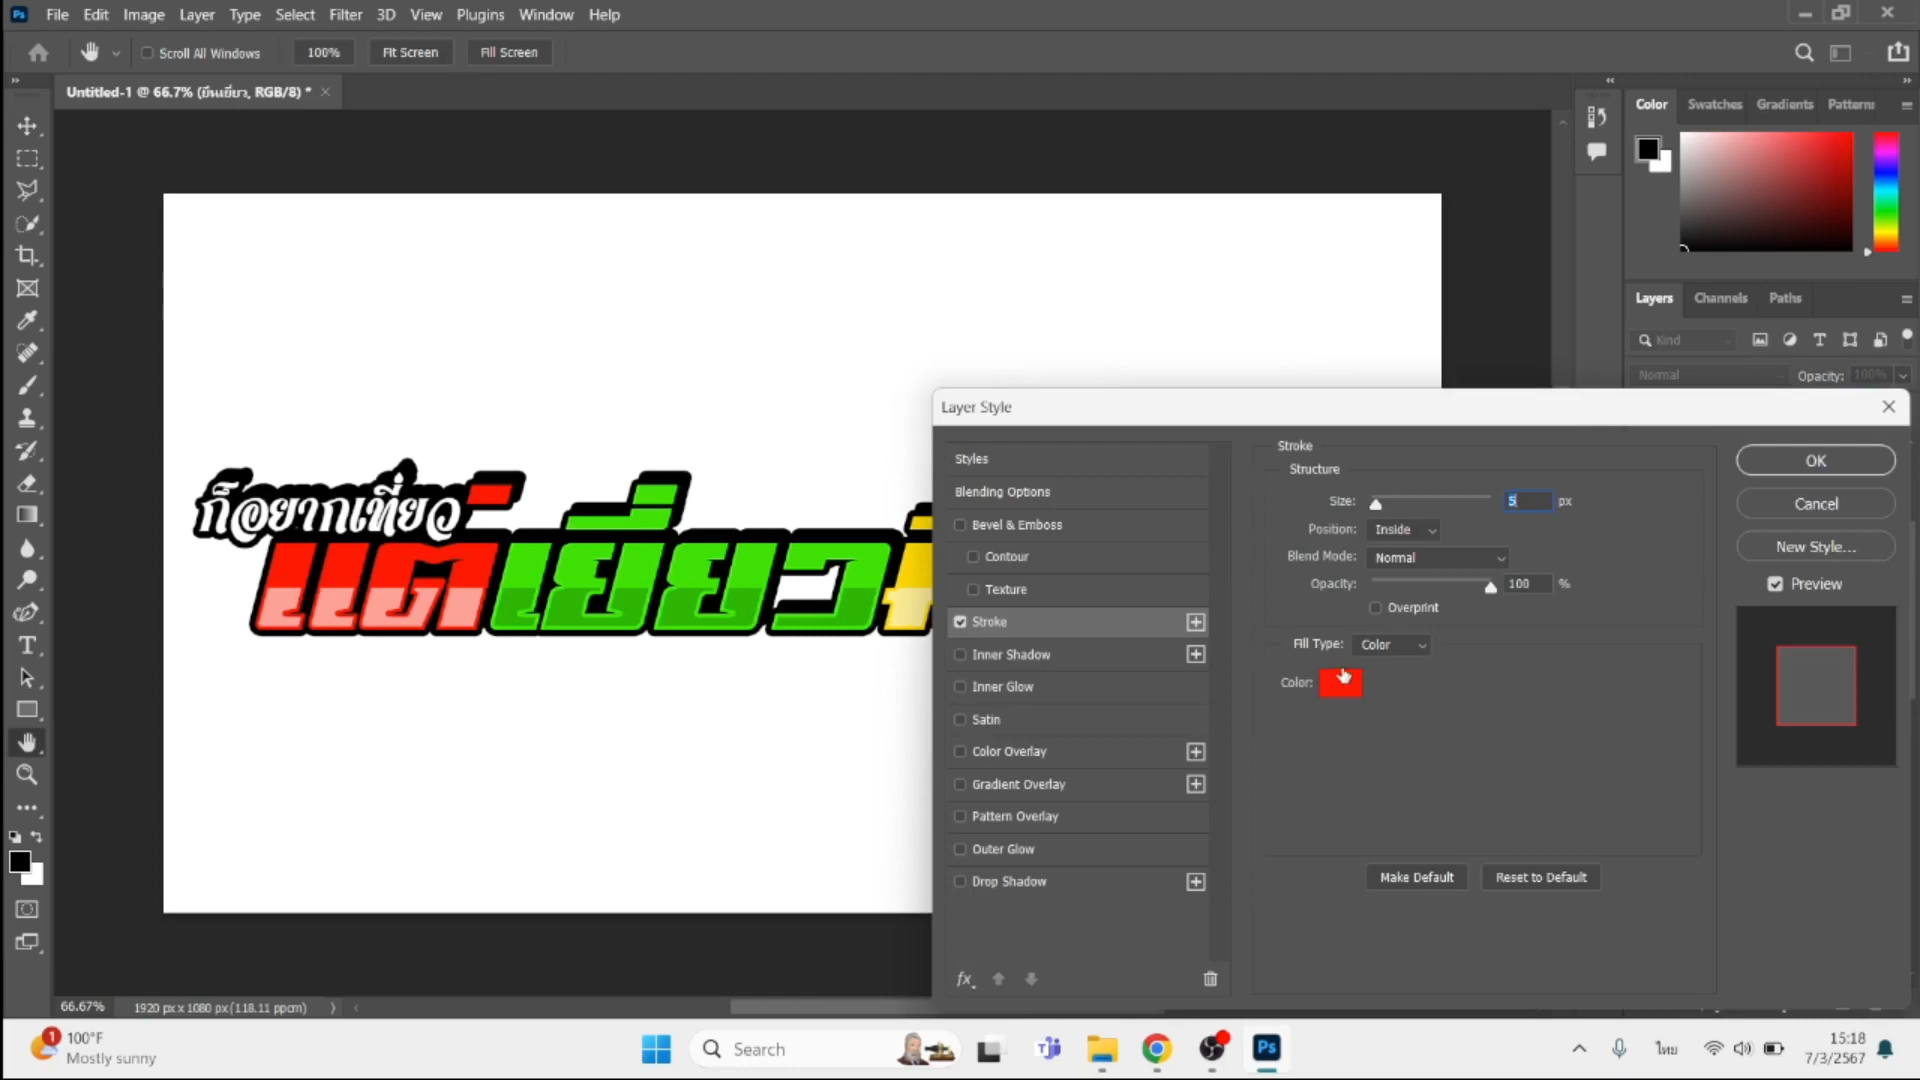 Ps File Edit Image Layer Type Select Filter 3D View Plugins Window Help
Scroll All Windows 100% Fit Screen Fill Screen
Untitled-1 @ 66.7% (ยืนเยี่ยว, RGB/8) *
Color Swatches Gradients Patterns
Layers Channels Paths
Kind
Normal Opacity: 100%
ก็อยากเที่ยว
แต่เยี่ยว
Layer Style
Styles
Blending Options
Bevel & Emboss
Contour
Texture
Stroke
Inner Shadow
Inner Glow
Satin
Color Overlay
Gradient Overlay
Pattern Overlay
Outer Glow
Drop Shadow
fx
Stroke
Structure
Size: 5 px
Position: Inside
Blend Mode: Normal
Opacity: 100 %
Overprint
Fill Type: Color
Color:
Make Default Reset to Default
OK
Cancel
New Style...
Preview
66.67% 1920 px x 1080 px (118.11 ppcm)
1 100°F
Mostly sunny
Search
Ps
ไทย
15:18
7/3/2567